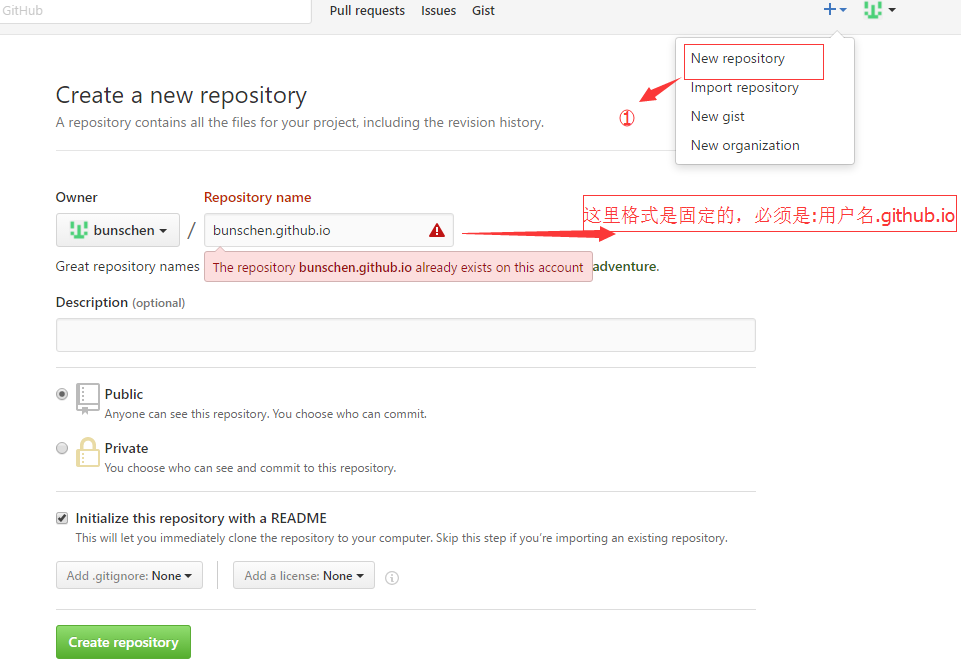 GitHub
Pull requests Issues Gist
New repository
Import repository
New gist
New organization
①
Create a new repository
A repository contains all the files for your project, including the revision history.
Owner Repository name
bunschen / bunschen.github.io
这里格式是固定的，必须是:用户名.github.io
Great repository names
The repository bunschen.github.io already exists on this account
adventure.
Description (optional)
Public
Anyone can see this repository. You choose who can commit.
Private
You choose who can see and commit to this repository.
Initialize this repository with a README
This will let you immediately clone the repository to your computer. Skip this step if you’re importing an existing repository.
Add .gitignore: None Add a license: None
Create repository